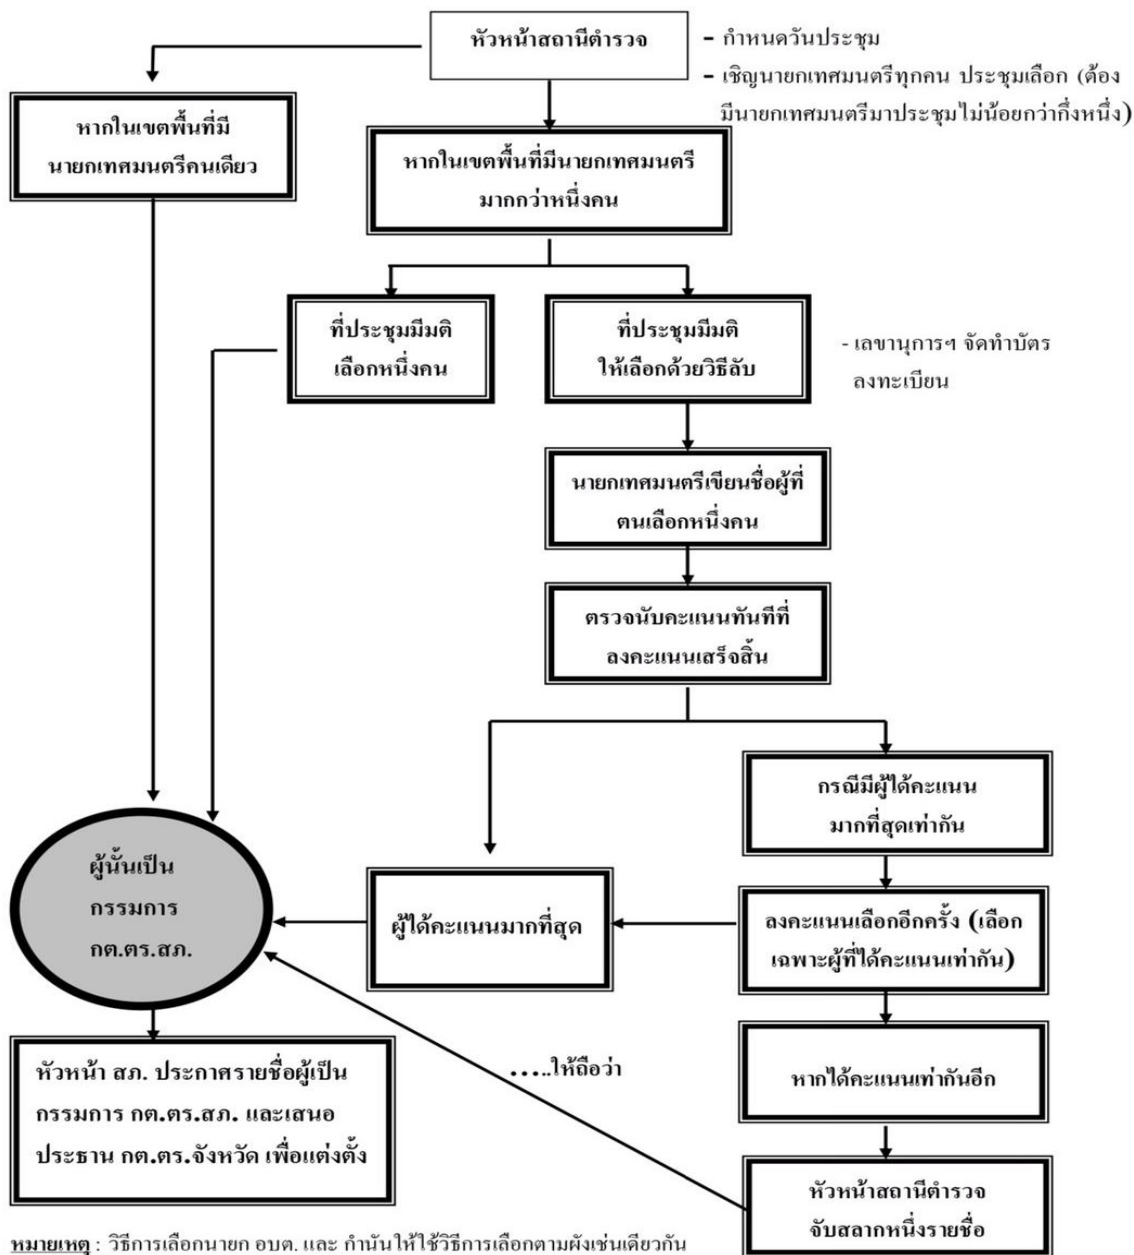 หัวหน้าสถานีตำรวจ
- กำหนดวันประชุม
- เชิญนายกเทศมนตรีทุกคน ประชุมเลือก (ต้อง
มีนายกเทศมนตรีมาประชุมไม่น้อยกว่ากึ่งหนึ่ง)
หากในเขตพื้นที่มี
นายกเทศมนตรีคนเดียว
หากในเขตพื้นที่มีนายกเทศมนตรี
มากกว่าหนึ่งคน
ที่ประชุมมีมติ
เลือกหนึ่งคน
ที่ประชุมมีมติ
ให้เลือกด้วยวิธีลับ
- เลขานุการฯ จัดทำบัตร
ลงทะเบียน
นายกเทศมนตรีเขียนชื่อผู้ที่
ตนเลือกหนึ่งคน
ตรวจนับคะแนนทันทีที่
ลงคะแนนเสร็จสิ้น
กรณีมีผู้ได้คะแนน
มากที่สุดเท่ากัน
ผู้นั้นเป็น
กรรมการ
กต.ตร.สภ.
ผู้ได้คะแนนมากที่สุด
ลงคะแนนเลือกอีกครั้ง (เลือก
เฉพาะผู้ที่ได้คะแนนเท่ากัน)
หัวหน้า สภ. ประกาศรายชื่อผู้เป็น
กรรมการ กต.ตร.สภ. และเสนอ
ประธาน กต.ตร.จังหวัด เพื่อแต่งตั้ง
.....ให้ถือว่า
หากได้คะแนนเท่ากันอีก
หัวหน้าสถานีตำรวจ
จับสลากหนึ่งรายชื่อ
หมายเหตุ : วิธีการเลือกนายก อบต. และ กำนันให้ใช้วิธีการเลือกตามผังเช่นเดียวกัน